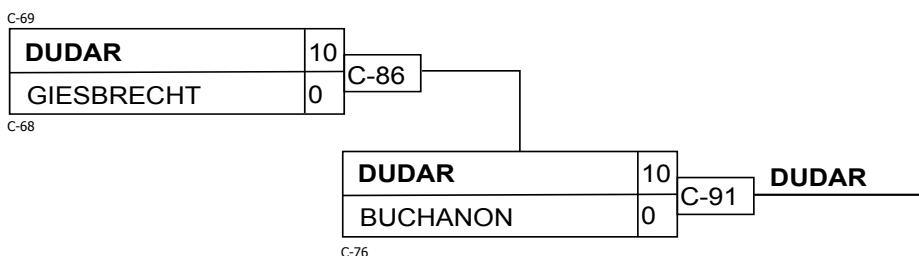 C-69
DUDAR 10
C-86
GIESBRECHT 0
C-68
DUDAR 10
C-91
DUDAR
BUCHANON 0
C-76